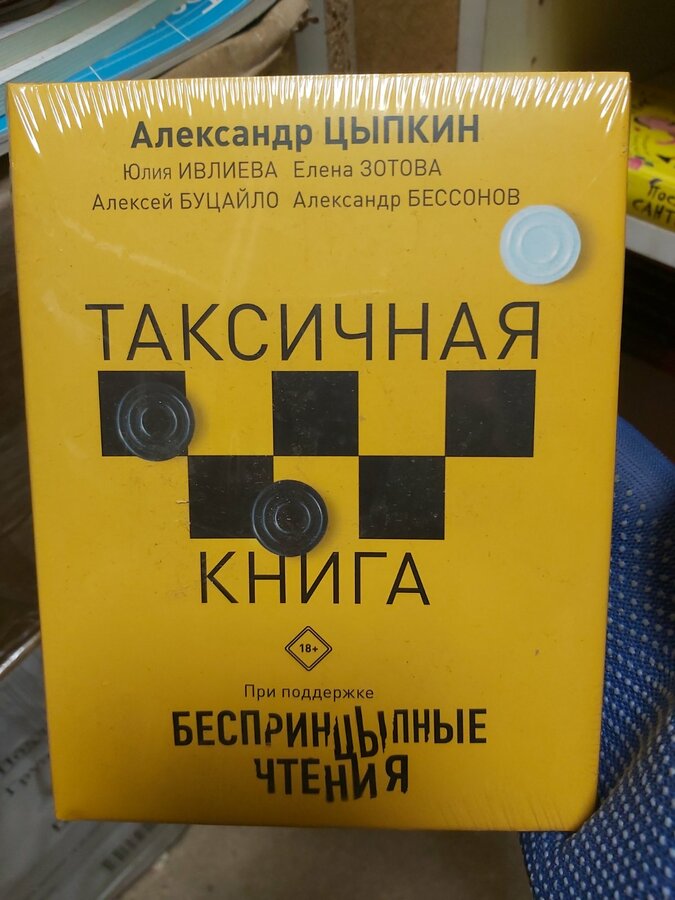 Александр ЦЫПКИН
Юлия ИВЛИЕВА Елена ЗОТОВА
Алексей БУЦАЙЛО Александр БЕССОНОВ
ТАКСИЧНАЯ
КНИГА
18+
При поддержке
БЕСПРИНЦЫПНЫЕ
ЧТЕНИЯ